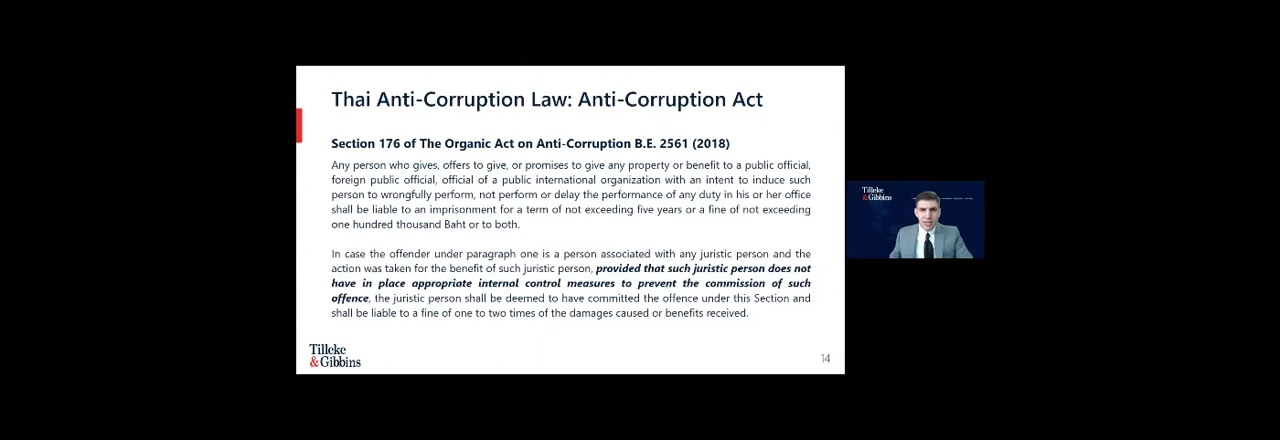 Thai Anti-Corruption Law: Anti-Corruption Act
Section 176 of The Organic Act on Anti-Corruption B.E. 2561 (2018)
Any person who gives, offers to give, or promises to give any property or benefit to a public official,
foreign public official, official of a public international organization with an intent to induce such
person to wrongfully perform, not perform or delay the performance of any duty in his or her office
shall be liable to an imprisonment for a term of not exceeding five years or a fine of not exceeding
one hundred thousand Baht or to both.
In case the offender under paragraph one is a person associated with any juristic person and the
action was taken for the benefit of such juristic person, provided that such juristic person does not
have in place appropriate internal control measures to prevent the commission of such
offence, the juristic person shall be deemed to have committed the offence under this Section and
shall be liable to a fine of one to two times of the damages caused or benefits received.
Tilleke
& Gibbins
14
Tilleke
& Gibbins